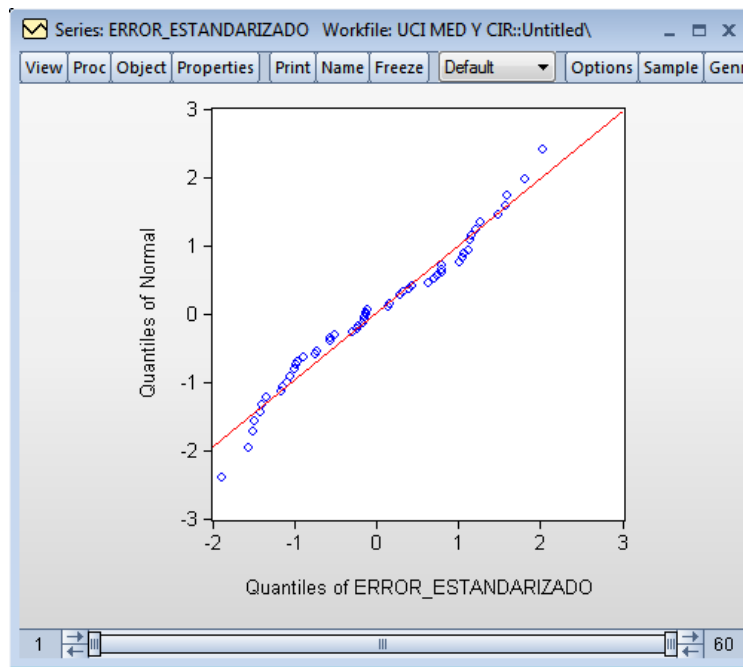 Series: ERROR_ESTANDARIZADO Workfile: UCI MED Y CIR::Untitled\
View Proc Object Properties Print Name Freeze Default Options Sample Genr
3
2
1
0
-1
-2
-3
Quantiles of Normal
-2 -1 0 1 2 3
Quantiles of ERROR_ESTANDARIZADO
1 60